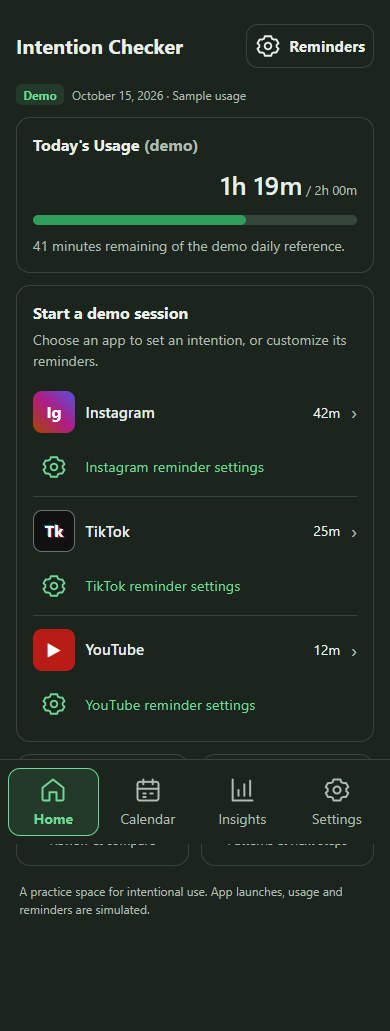 Intention Checker
Reminders
Demo
October 15, 2026 · Sample usage
Today's Usage (demo)
1h 19m / 2h 00m
41 minutes remaining of the demo daily reference.
Start a demo session
Choose an app to set an intention, or customize its
reminders.
Ig Instagram 42m ›
Instagram reminder settings
Tk TikTok 25m ›
TikTok reminder settings
YouTube 12m ›
YouTube reminder settings
Home Calendar Insights Settings
A practice space for intentional use. App launches, usage and
reminders are simulated.